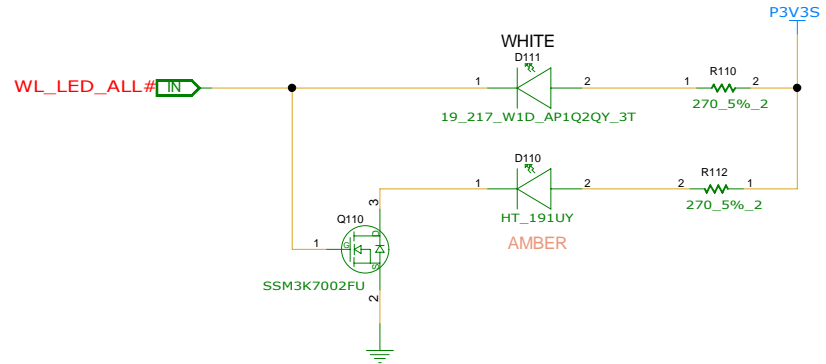 P3V3S
WHITE
D111
WL_LED_ALL# IN
1 2 1 R110 2
19_217_W1D_AP1Q2QY_3T
270_5%_2
D110
1 2 2 R112 1
HT_191UY
270_5%_2
AMBER
3
Q110
D
1
G
S
SSM3K7002FU
2